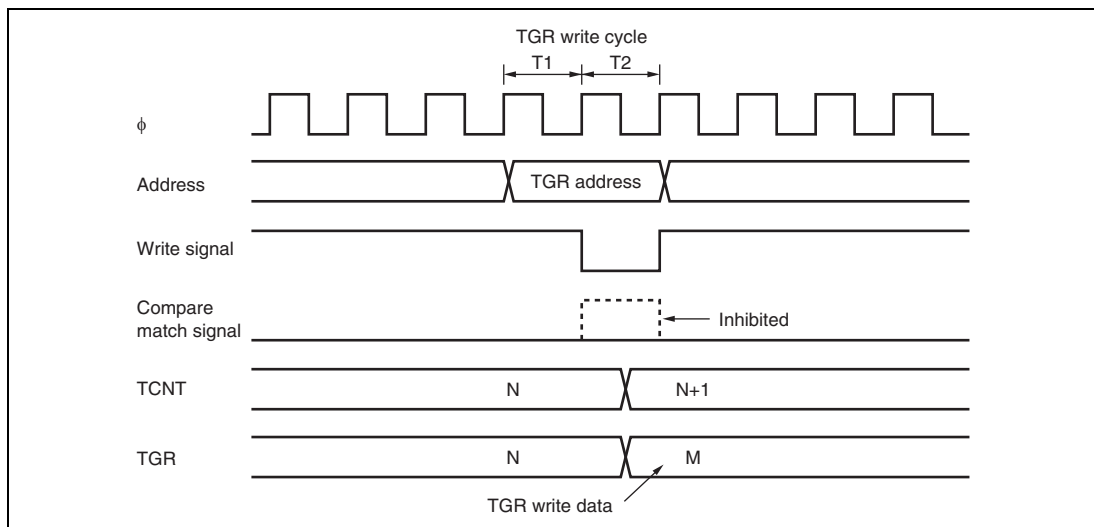 TGR write cycle
T1 T2
ϕ
Address TGR address
Write signal
Compare
match signal Inhibited
TCNT N N+1
TGR N M
TGR write data